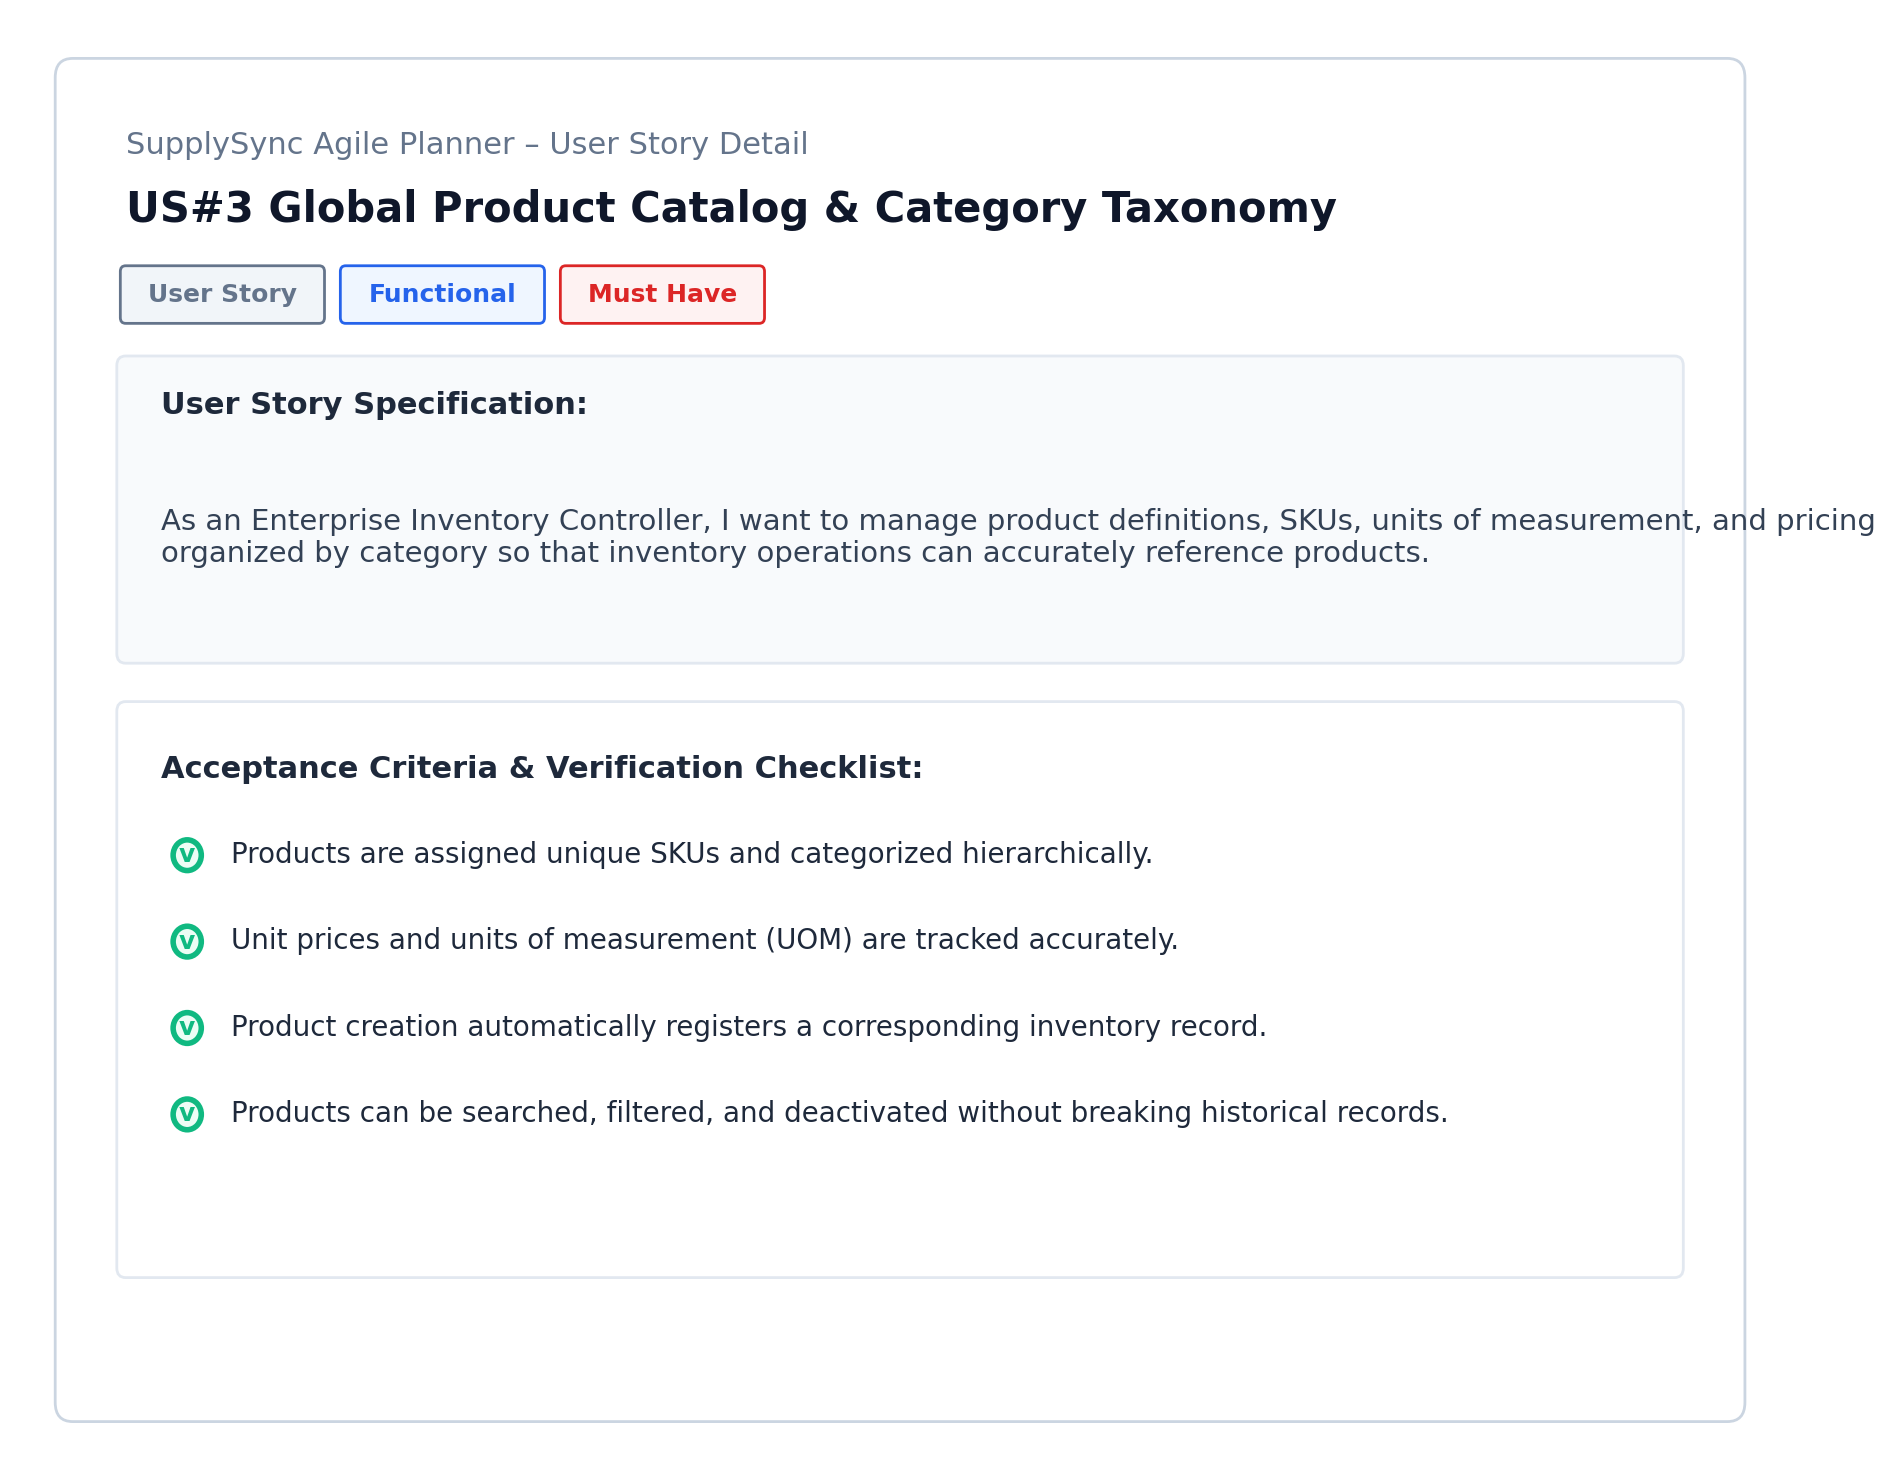 SupplySync Agile Planner – User Story Detail
US#3 Global Product Catalog & Category Taxonomy
User Story
Functional
Must Have
User Story Specification:
As an Enterprise Inventory Controller, I want to manage product definitions, SKUs, units of measurement, and pricing
organized by category so that inventory operations can accurately reference products.
Acceptance Criteria & Verification Checklist:
v Products are assigned unique SKUs and categorized hierarchically.
v Unit prices and units of measurement (UOM) are tracked accurately.
v Product creation automatically registers a corresponding inventory record.
v Products can be searched, filtered, and deactivated without breaking historical records.